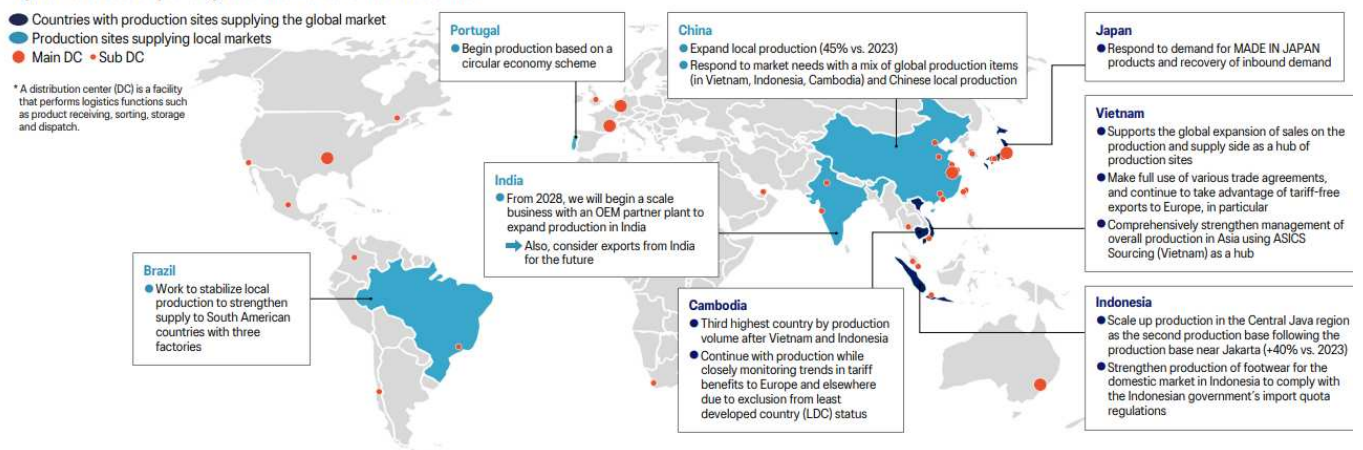 Countries with production sites supplying the global market
Production sites supplying local markets
Main DC • Sub DC
* A distribution center (DC) is a facility
that performs logistics functions such
as product receiving, sorting, storage
and dispatch.
Portugal
Begin production based on a
circular economy scheme
China
Expand local production (45% vs. 2023)
Respond to market needs with a mix of global production items
(in Vietnam, Indonesia, Cambodia) and Chinese local production
Japan
Respond to demand for MADE IN JAPAN
products and recovery of inbound demand
Vietnam
Supports the global expansion of sales on the
production and supply side as a hub of
production sites
Make full use of various trade agreements,
and continue to take advantage of tariff-free
exports to Europe, in particular
Comprehensively strengthen management of
overall production in Asia using ASICS
Sourcing (Vietnam) as a hub
India
From 2028, we will begin a scale
business with an OEM partner plant to
expand production in India
Also, consider exports from India
for the future
Brazil
Work to stabilize local
production to strengthen
supply to South American
countries with three
factories
Cambodia
Third highest country by production
volume after Vietnam and Indonesia
Continue with production while
closely monitoring trends in tariff
benefits to Europe and elsewhere
due to exclusion from least
developed country (LDC) status
Indonesia
Scale up production in the Central Java region
as the second production base following the
production base near Jakarta (+40% vs. 2023)
Strengthen production of footwear for the
domestic market in Indonesia to comply with
the Indonesian government's import quota
regulations